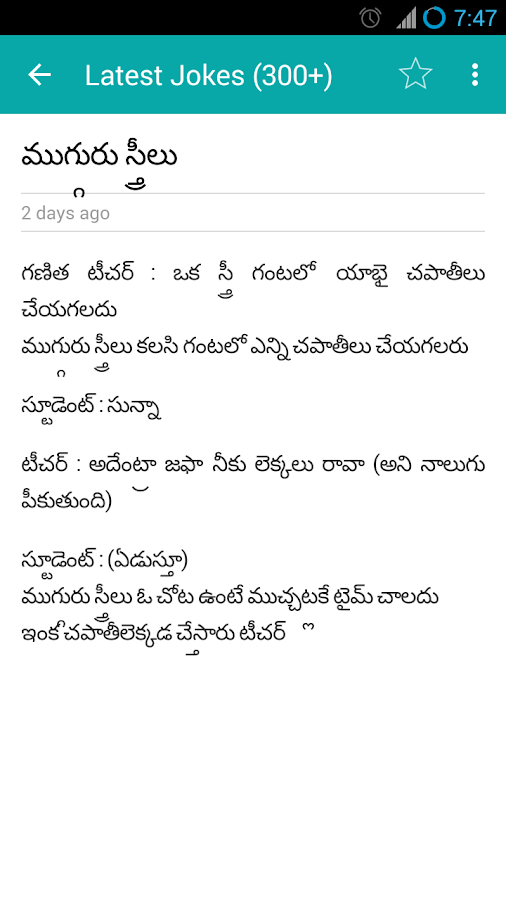 7:47
Latest Jokes (300+)
ముగ్గురు స్త్రీలు
2 days ago
గణిత టీచర్ : ఒక స్త్రీ గంటలో యాభై చపాతీలు
చేయగలదు
ముగ్గురు స్త్రీలు కలసి గంటలో ఎన్ని చపాతీలు చేయగలరు
స్టూడెంట్ : సున్నా
టీచర్ : అదేంట్రా జఫా నీకు లెక్కలు రావా (అని నాలుగు
పీకుతుంది)
స్టూడెంట్ : (ఏడుస్తూ)
ముగురు స్త్రీలు ఓ చోట ఉంటే ముచ్చటకే టైమ్ చాలదు
ఇంక చపాతీలెక్కడ చేస్తారు టీచర్